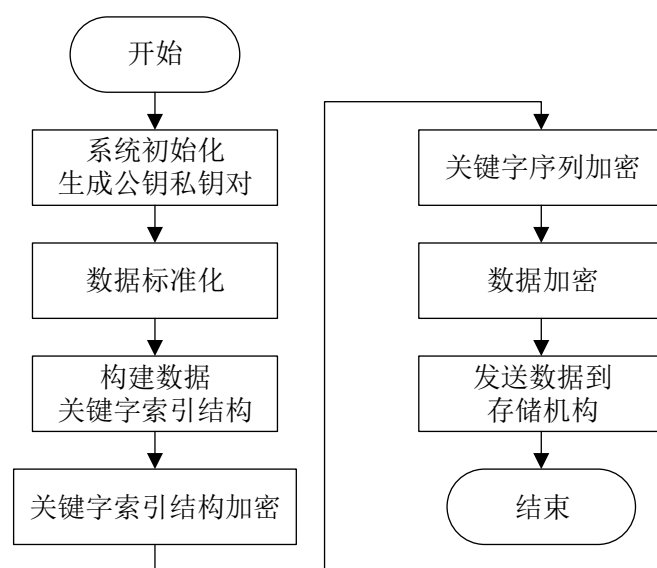 开始
系统初始化
生成公钥私钥对
数据标准化
构建数据
关键字索引结构
关键字索引结构加密
关键字序列加密
数据加密
发送数据到
存储机构
结束